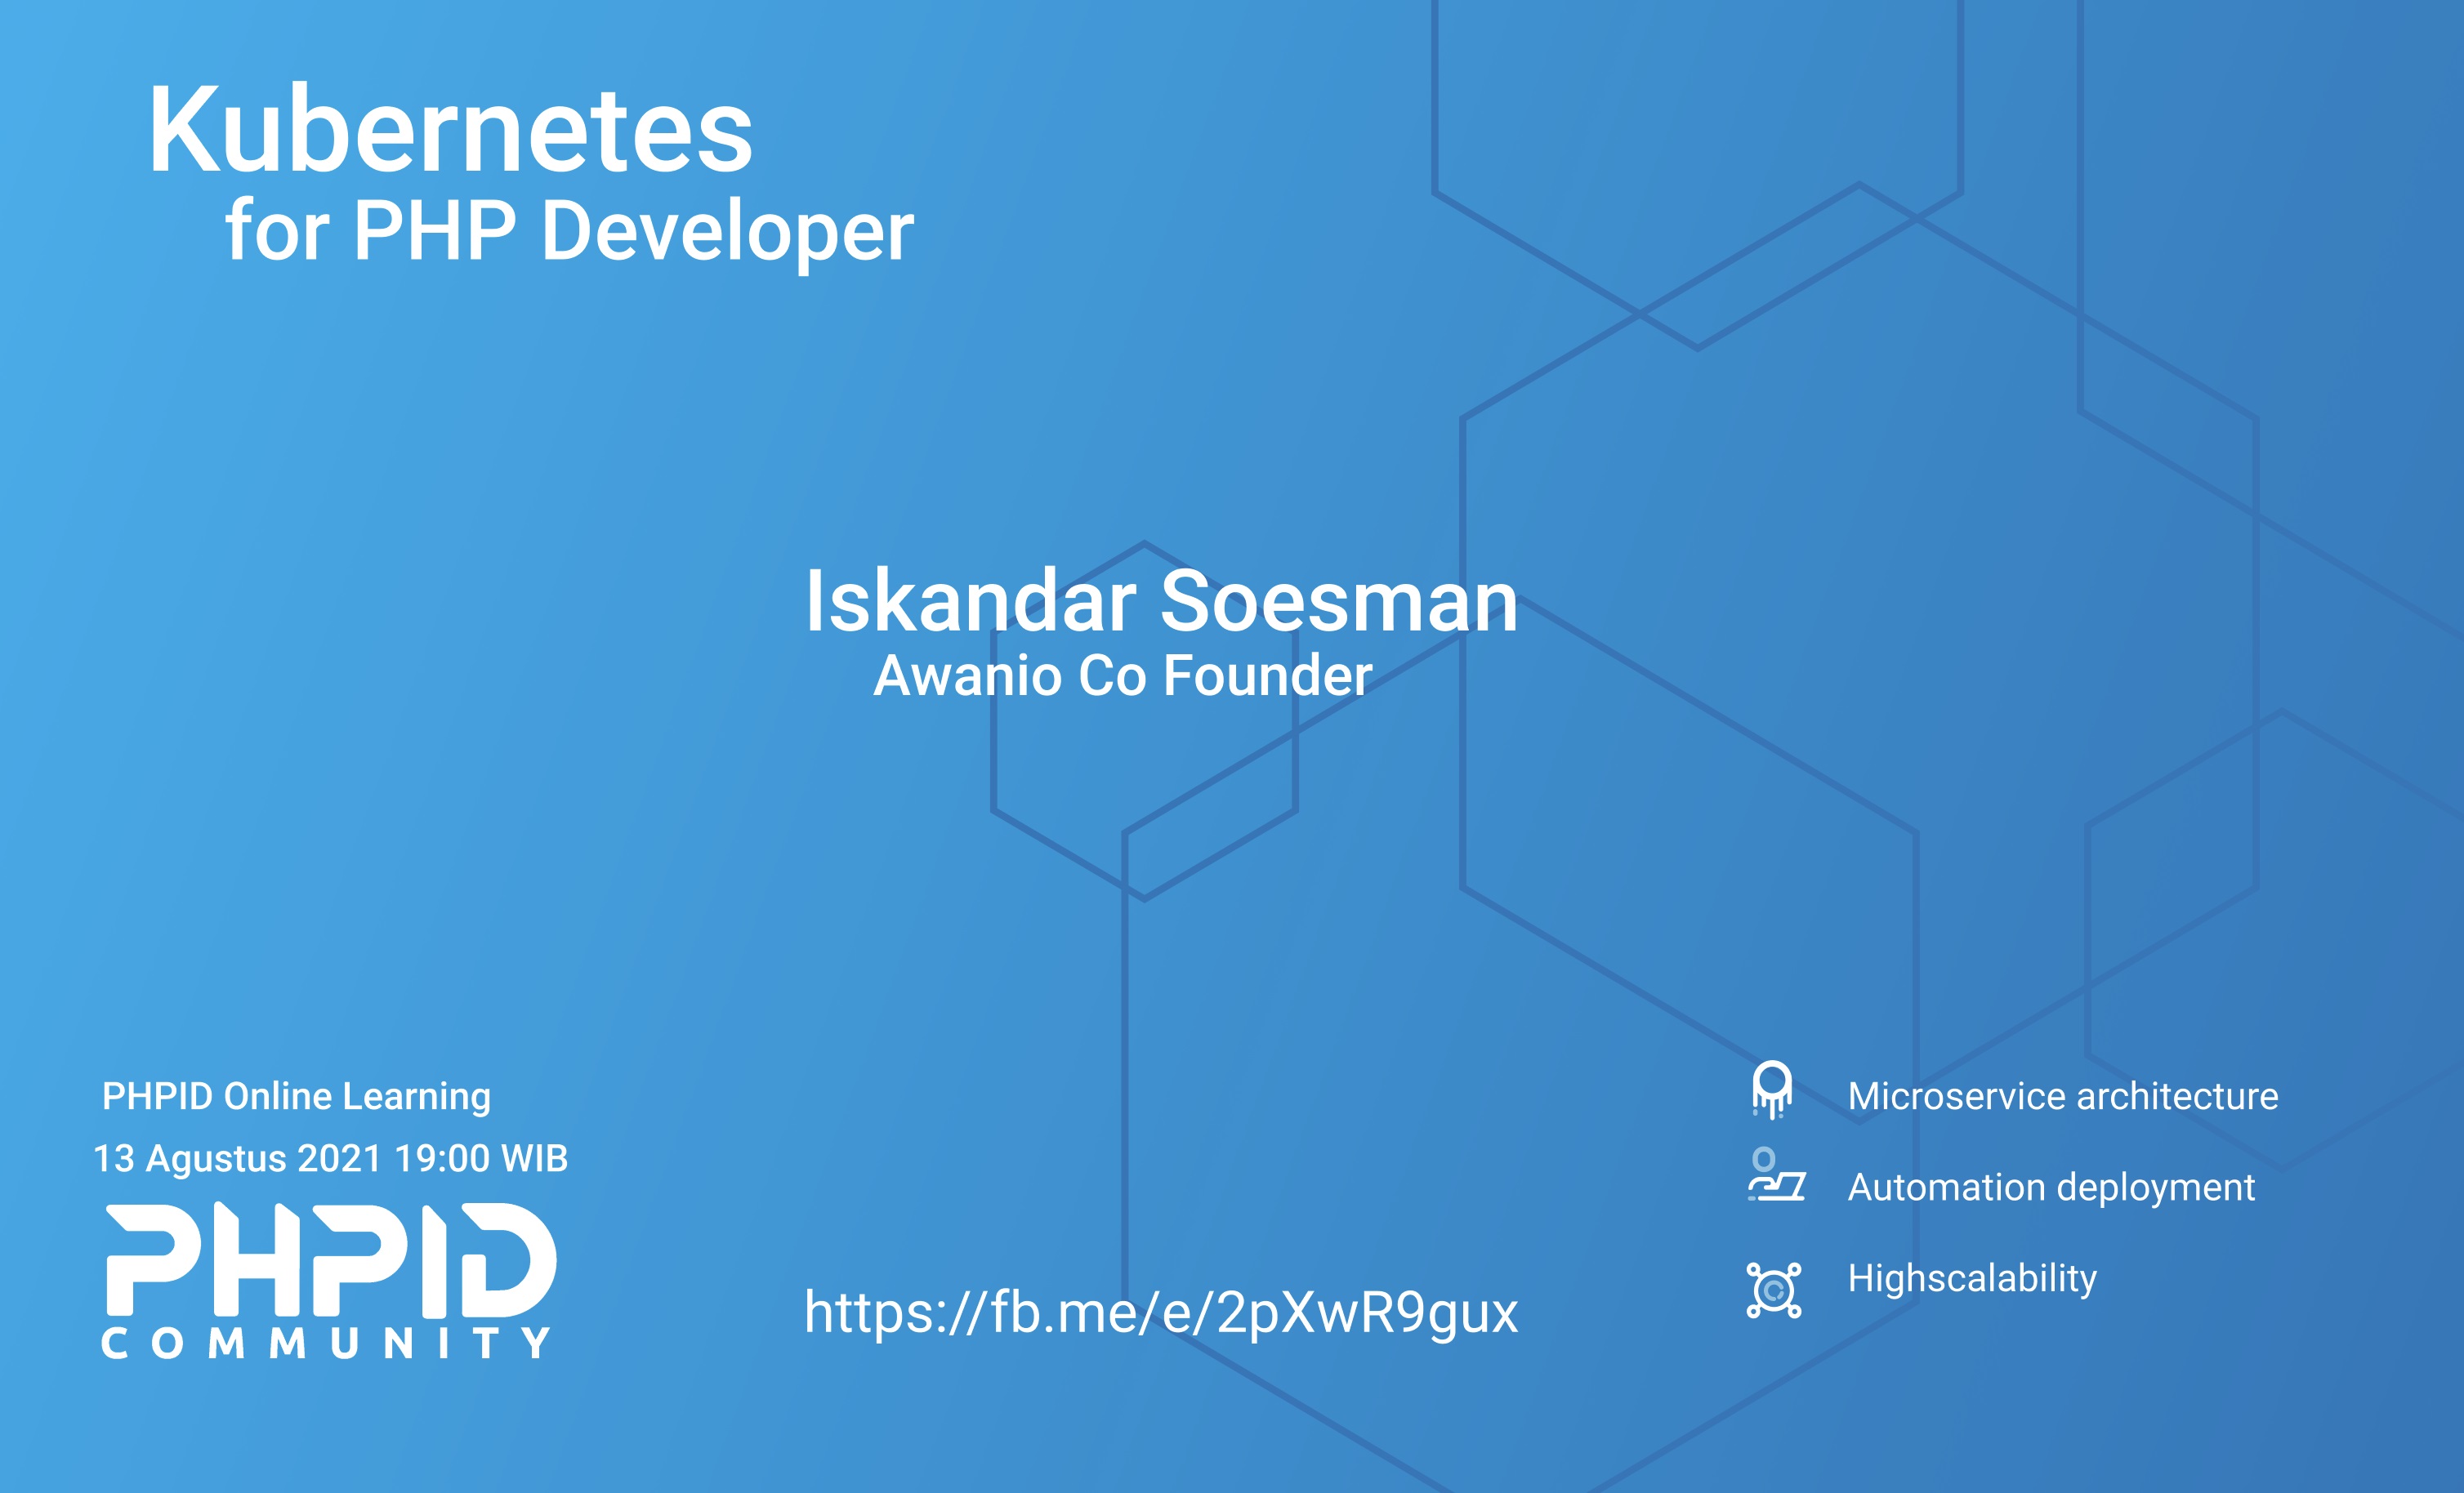 Kubernetes
for PHP Developer
Iskandar Soesman
Awanio Co Founder
PHPID Online Learning
13 Agustus 2021 19:00 WIB
PHPID
COMMUNITY
https://fb.me/e/2pXwR9gux
Microservice architecture
Automation deployment
Highscalability